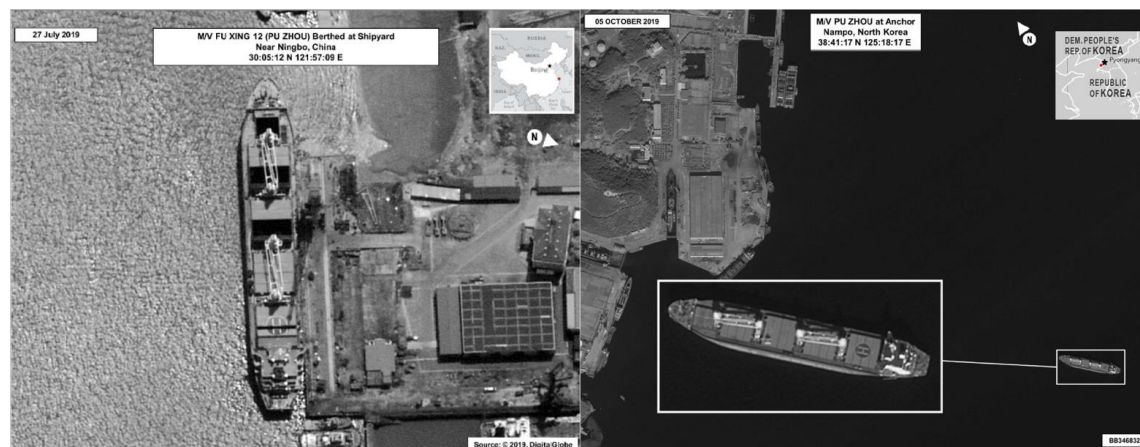 27 July 2019
M/V FU XING 12 (PU ZHOU) Berthed at Shipyard
Near Ningbo, China
30:05:12 N 121:57:09 E
RUSSIA
Beijing
INDIA
N
Source: © 2019, DigitalGlobe
05 OCTOBER 2019
M/V PU ZHOU at Anchor
Nampo, North Korea
38:41:17 N 125:18:17 E
N
DEM. PEOPLE'S
REP. OF KOREA
Pyongyang
REPUBLIC
OF KOREA
H
BB346832